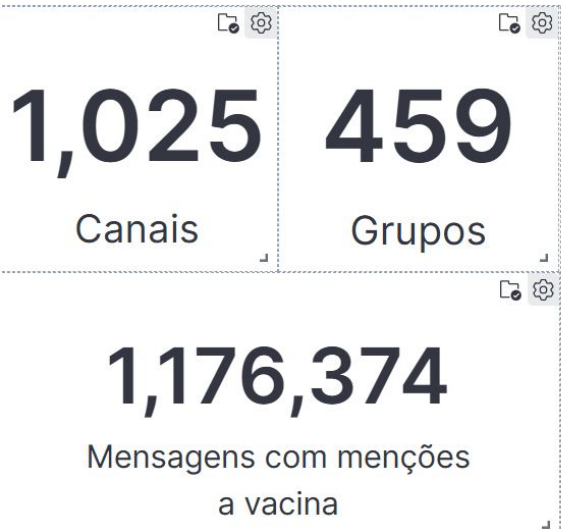 1,025
Canais
459
Grupos
1,176,374
Mensagens com menções
a vacina